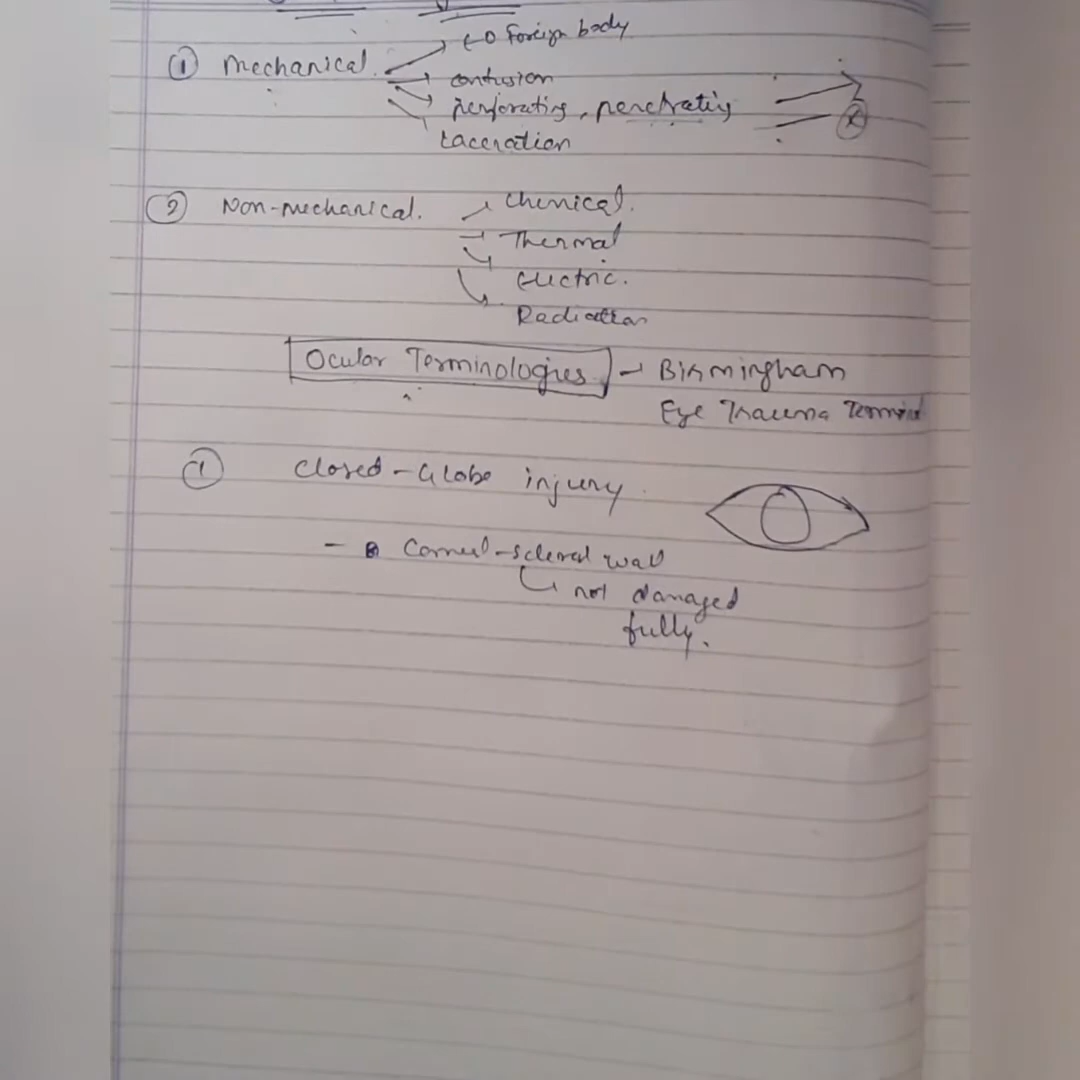 ① Mechanical → Foreign body
→ contusion
→ perforating, penetrating
Laceration
② Non-mechanical. → Chemical.
→ Thermal
Electric.
Radiation
Ocular Terminologies → Birmingham
Eye Trauma
① Closed-Globe injury.
- Corneal-scleral wall
↳ not damaged
fully.